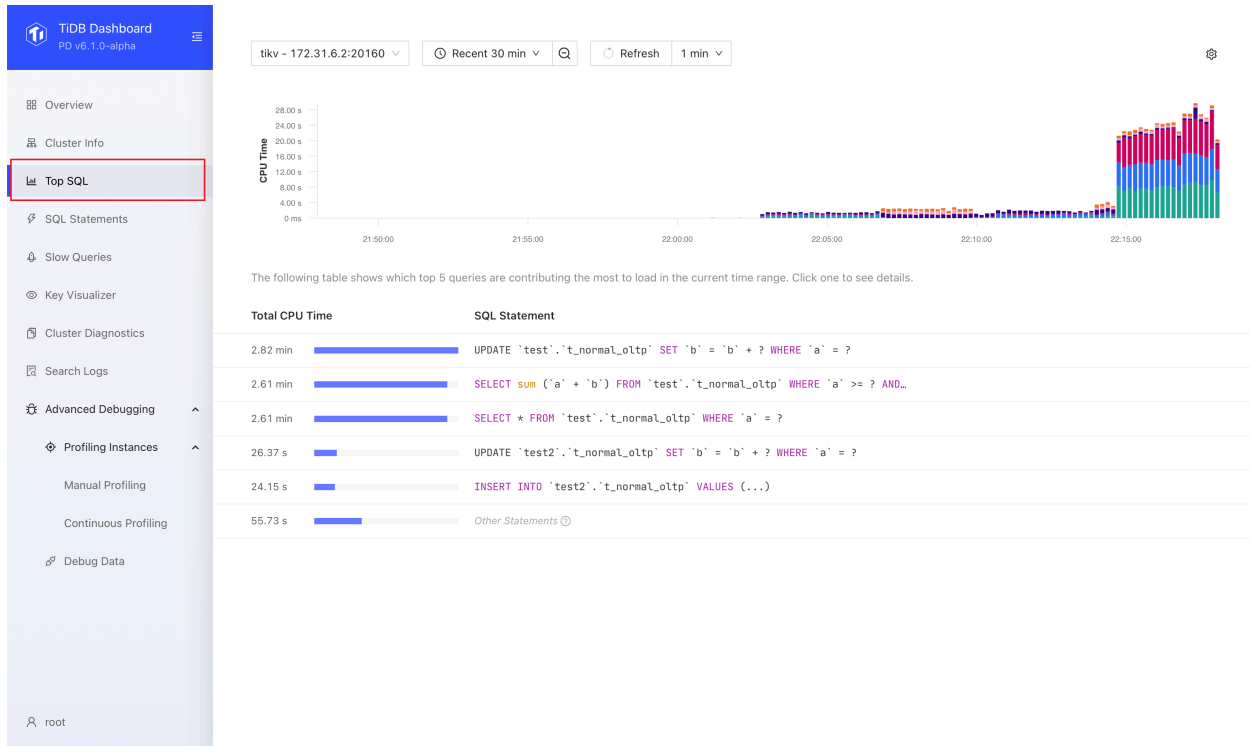 TiDB Dashboard
PD v6.1.0-alpha
Overview
Cluster Info
Top SQL
SQL Statements
Slow Queries
Key Visualizer
Cluster Diagnostics
Search Logs
Advanced Debugging
Profiling Instances
Manual Profiling
Continuous Profiling
Debug Data
root
tikv - 172.31.6.2:20160 Recent 30 min Refresh 1 min
CPU Time
28.00 s
24.00 s
20.00 s
16.00 s
12.00 s
8.00 s
4.00 s
0 ms
21:50:00 21:55:00 22:00:00 22:05:00 22:10:00 22:15:00
The following table shows which top 5 queries are contributing the most to load in the current time range. Click one to see details.
Total CPU Time SQL Statement
2.82 min UPDATE `test`.`t_normal_oltp` SET `b` = `b` + ? WHERE `a` = ?
2.61 min SELECT sum (`a` + `b`) FROM `test`.`t_normal_oltp` WHERE `a` >= ? AND…
2.61 min SELECT * FROM `test`.`t_normal_oltp` WHERE `a` = ?
26.37 s UPDATE `test2`.`t_normal_oltp` SET `b` = `b` + ? WHERE `a` = ?
24.15 s INSERT INTO `test2`.`t_normal_oltp` VALUES (...)
55.73 s Other Statements